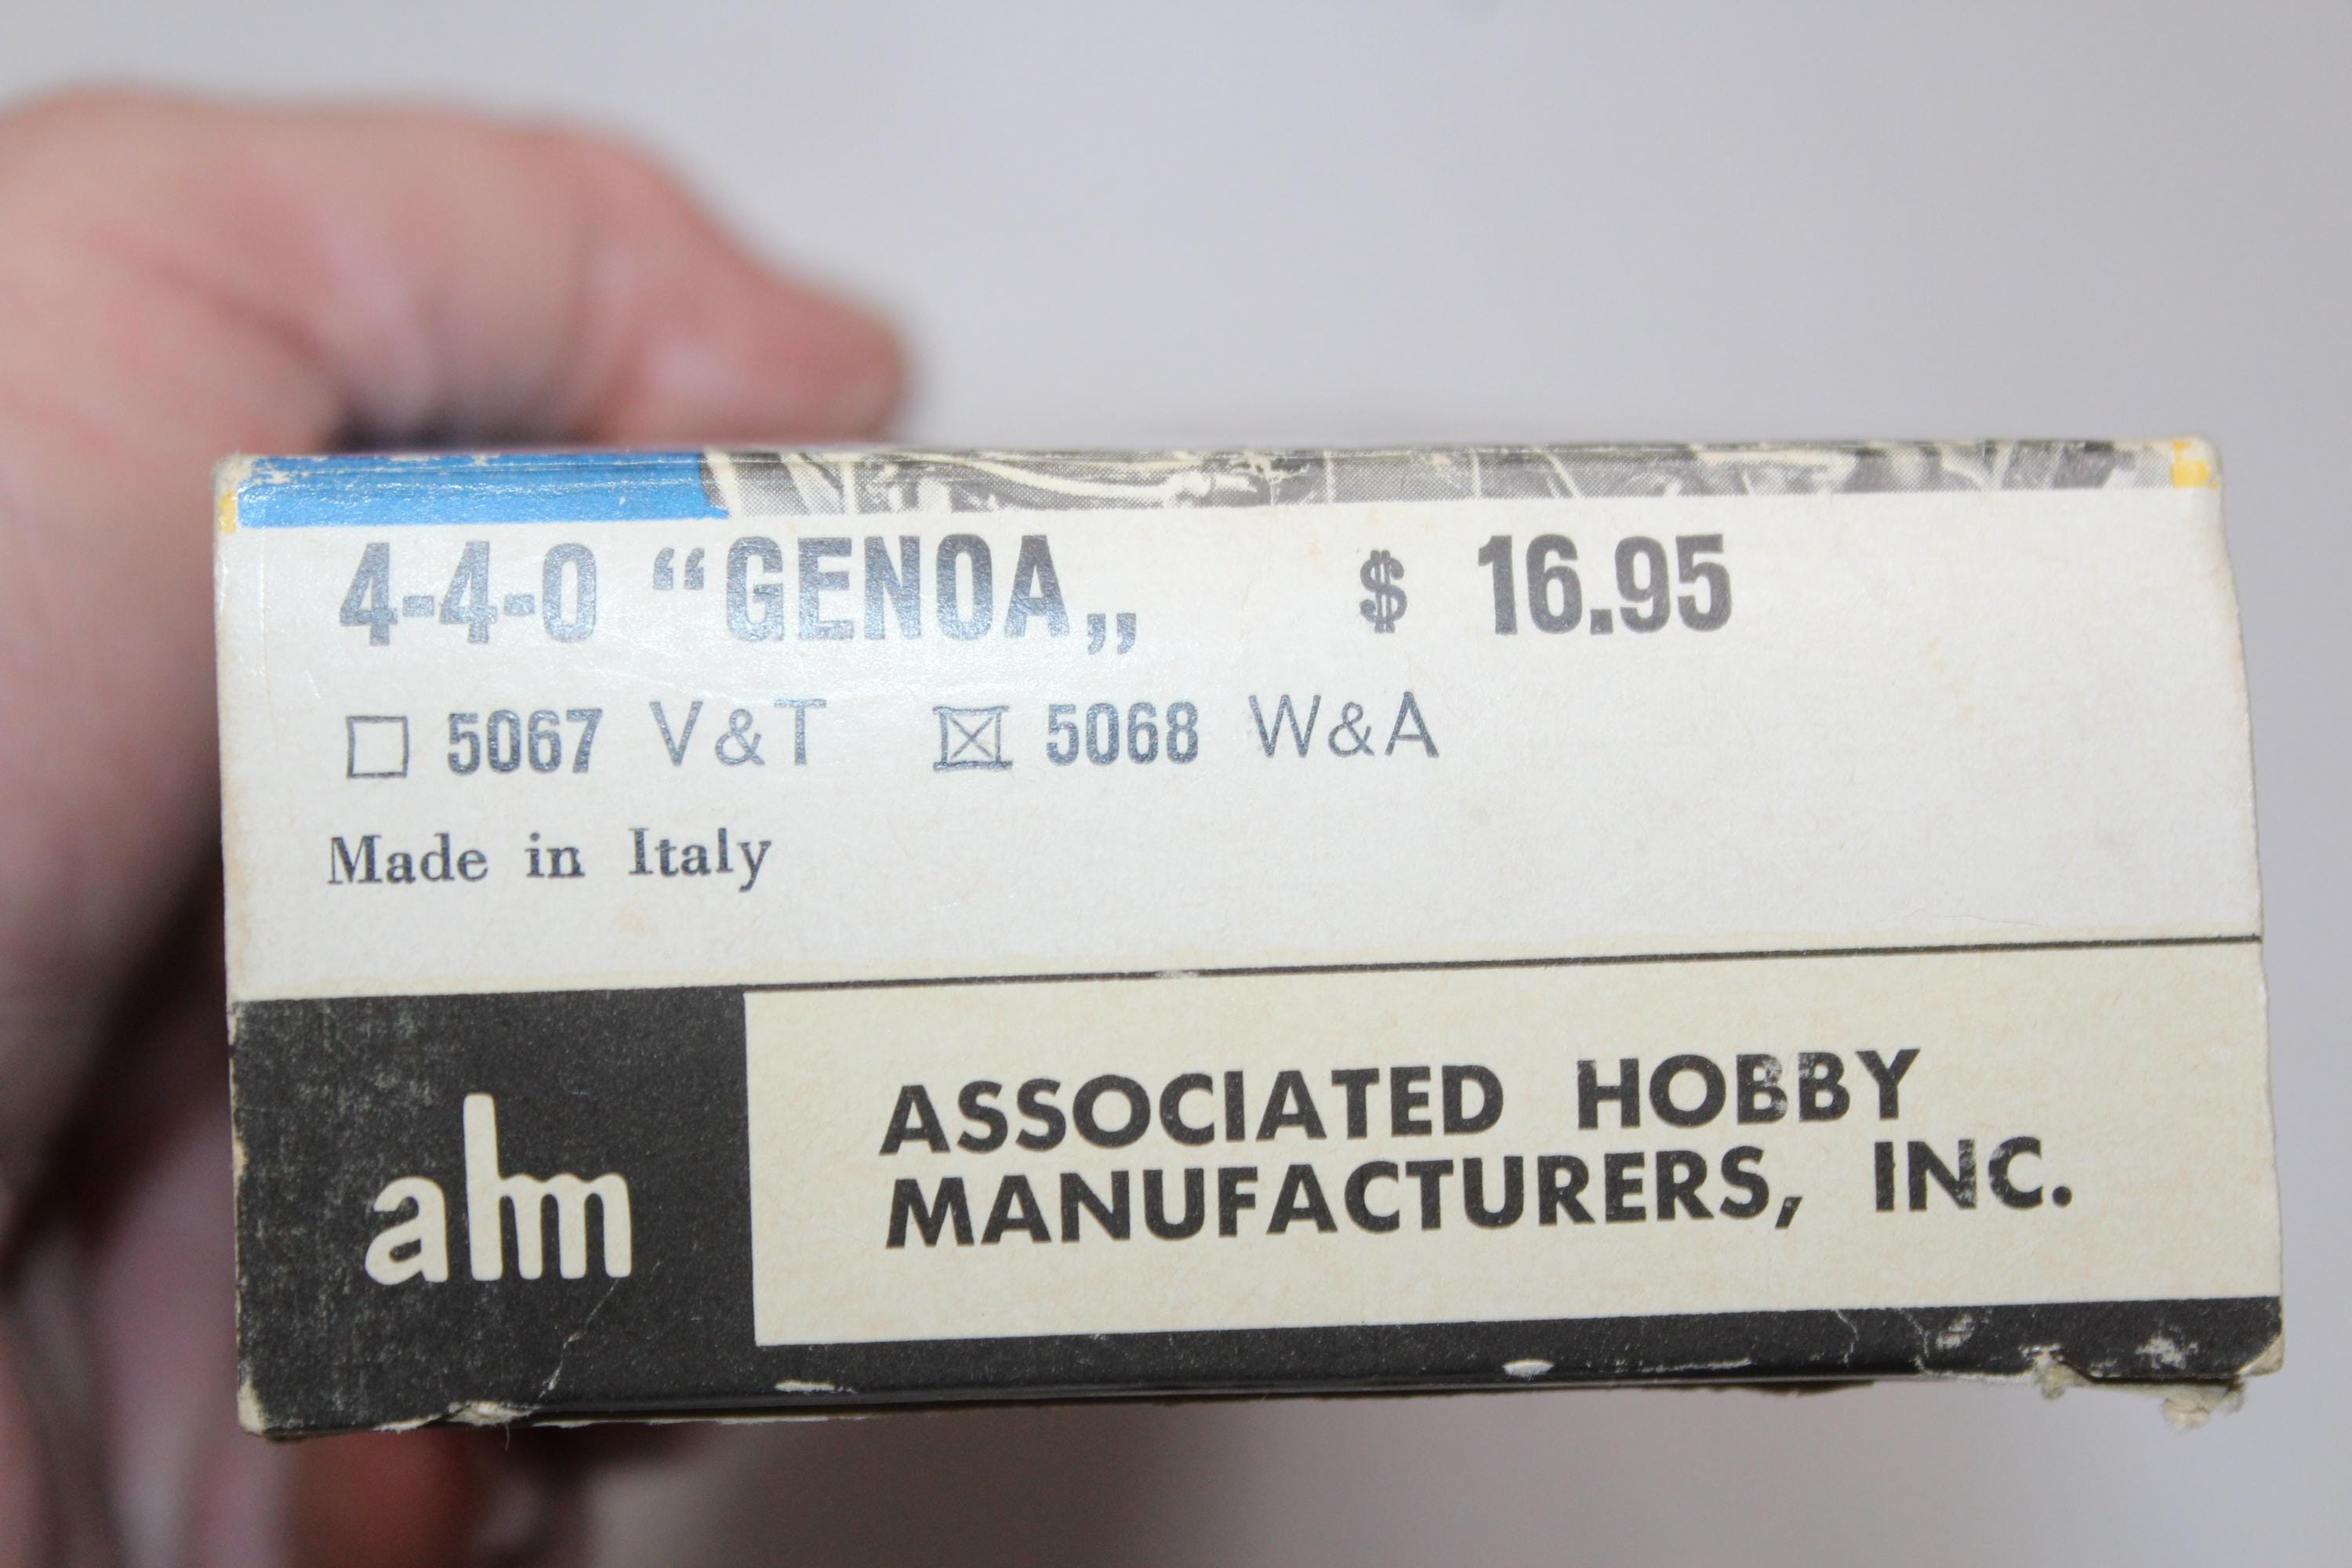 4-4-0 “GENOA„ $ 16.95
☐ 5067 V&T ☒ 5068 W&A
Made in Italy
ahm
ASSOCIATED HOBBY
MANUFACTURERS, INC.